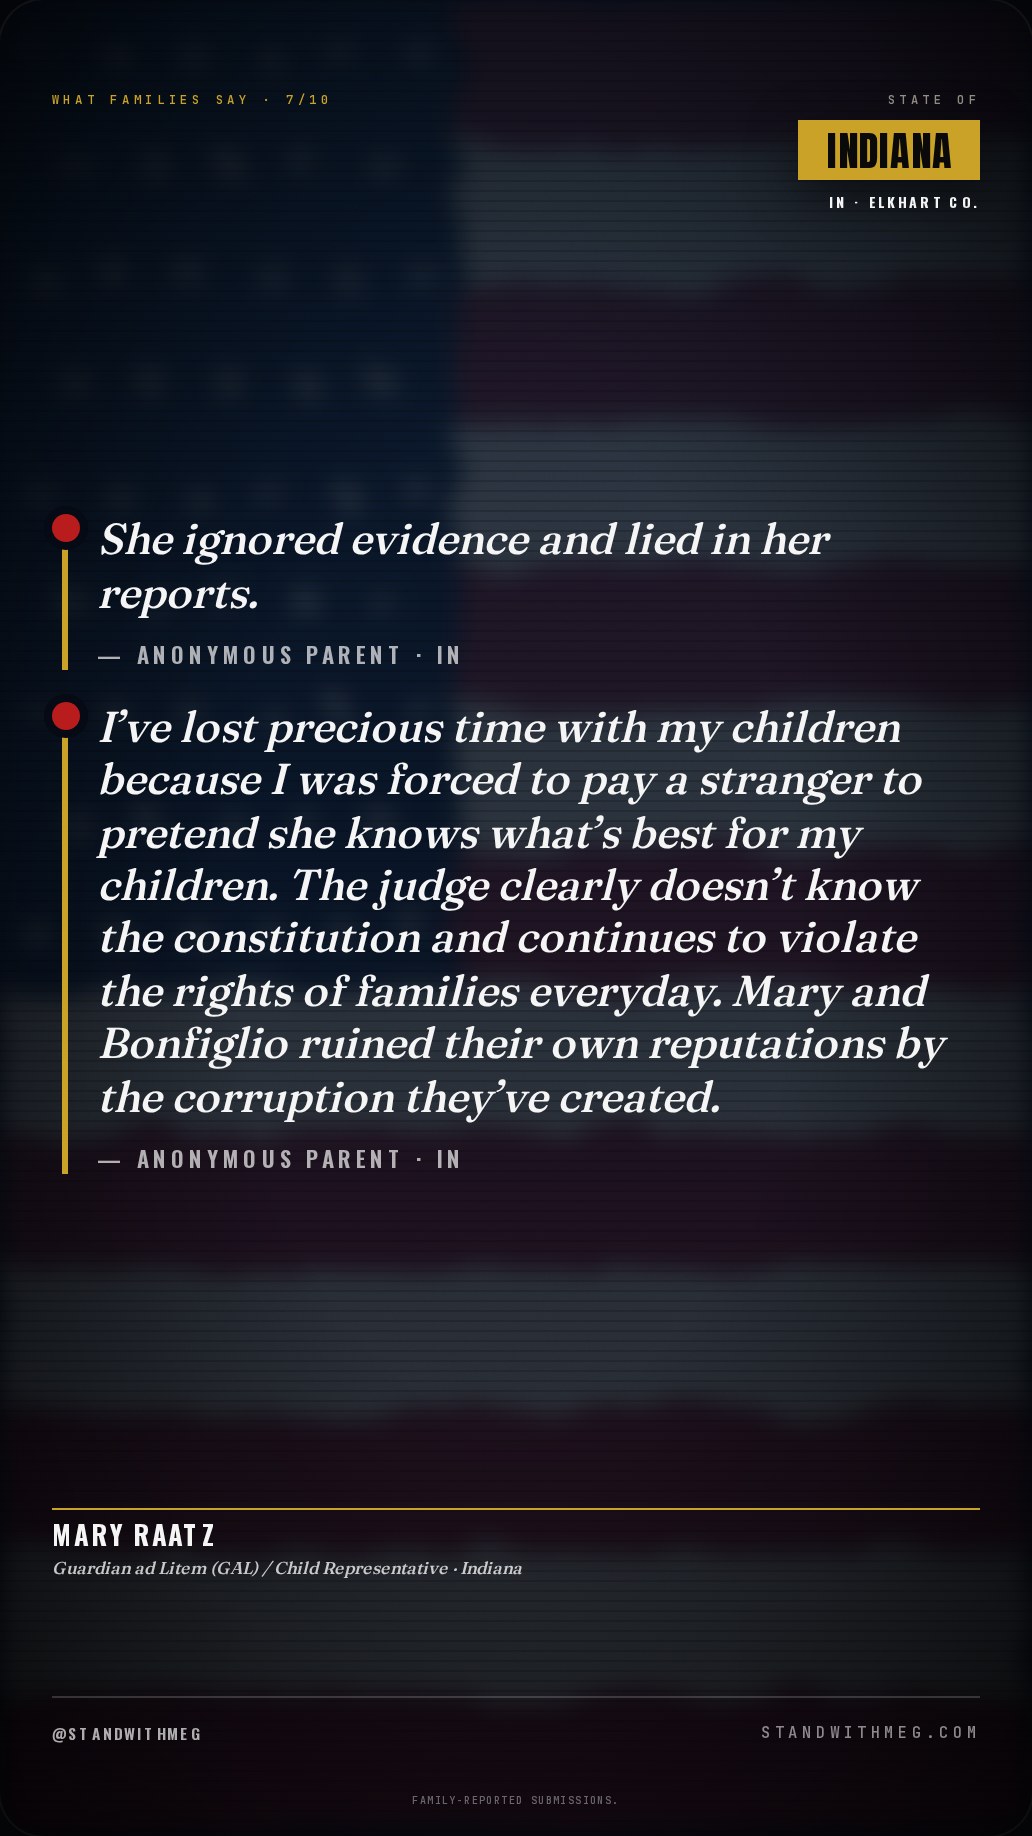 WHAT FAMILIES SAY · 7/10
STATE OF
INDIANA
IN · ELKHART CO.
She ignored evidence and lied in her
reports.
— ANONYMOUS PARENT · IN
I’ve lost precious time with my children
because I was forced to pay a stranger to
pretend she knows what’s best for my
children. The judge clearly doesn’t know
the constitution and continues to violate
the rights of families everyday. Mary and
Bonfiglio ruined their own reputations by
the corruption they’ve created.
— ANONYMOUS PARENT · IN
MARY RAATZ
Guardian ad Litem (GAL) / Child Representative · Indiana
@STANDWITHMEG
STANDWITHMEG.COM
FAMILY-REPORTED SUBMISSIONS.